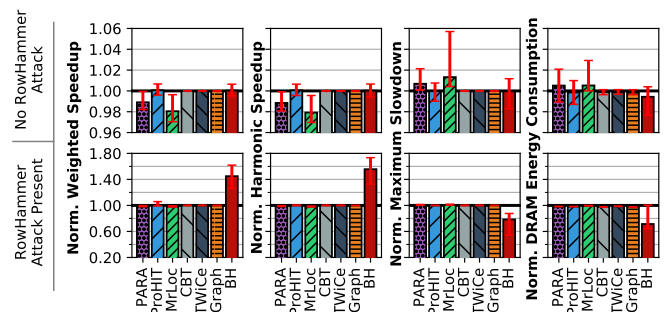 No RowHammer
Attack
RowHammer
Attack Present
Norm. Weighted Speedup
1.06
1.04
1.02
1.00
0.98
0.96
1.80
1.40
1.00
0.60
0.20
Norm. Harmonic Speedup
Norm. Maximum Slowdown
Norm. DRAM Energy Consumption
PARA
ProHIT
MrLoc
CBT
TWiCe
Graph
BH
PARA
ProHIT
MrLoc
CBT
TWiCe
Graph
BH
PARA
ProHIT
MrLoc
CBT
TWiCe
Graph
BH
PARA
ProHIT
MrLoc
CBT
TWiCe
Graph
BH